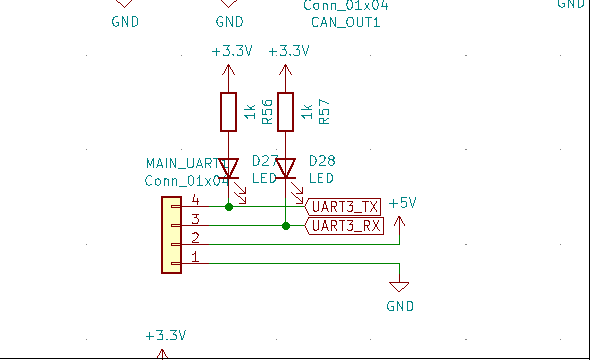 Conn_01x04
GND
GND
CAN_OUT1
GND
+3.3V
+3.3V
1k
R56
1k
R57
MAIN_UART1
D27
D28
Conn_01x04
LED
LED
4
UART3_TX
+5V
3
UART3_RX
2
1
GND
+3.3V